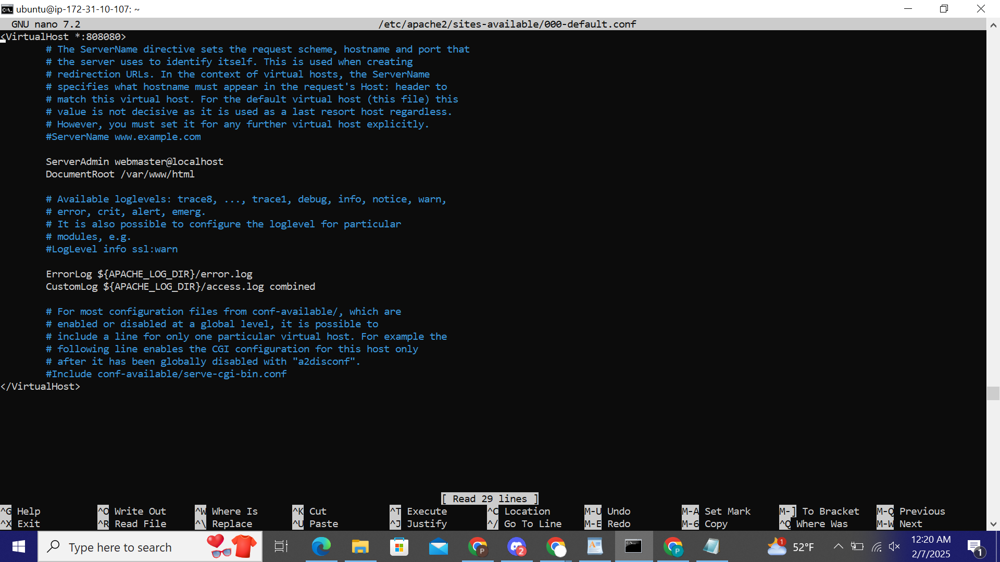 ubuntu@ip-172-31-10-107: ~
GNU nano 7.2 /etc/apache2/sites-available/000-default.conf
<VirtualHost *:808080>
# The ServerName directive sets the request scheme, hostname and port that
# the server uses to identify itself. This is used when creating
# redirection URLs. In the context of virtual hosts, the ServerName
# specifies what hostname must appear in the request's Host: header to
# match this virtual host. For the default virtual host (this file) this
# value is not decisive as it is used as a last resort host regardless.
# However, you must set it for any further virtual host explicitly.
#ServerName www.example.com
ServerAdmin webmaster@localhost
DocumentRoot /var/www/html
# Available loglevels: trace8, ..., trace1, debug, info, notice, warn,
# error, crit, alert, emerg.
# It is also possible to configure the loglevel for particular
# modules, e.g.
#LogLevel info ssl:warn
ErrorLog ${APACHE_LOG_DIR}/error.log
CustomLog ${APACHE_LOG_DIR}/access.log combined
# For most configuration files from conf-available/, which are
# enabled or disabled at a global level, it is possible to
# include a line for only one particular virtual host. For example the
# following line enables the CGI configuration for this host only
# after it has been globally disabled with "a2disconf".
#Include conf-available/serve-cgi-bin.conf
</VirtualHost>
[ Read 29 lines ]
^G Help ^O Write Out ^W Where Is ^K Cut ^T Execute ^C Location M-U Undo M-A Set Mark M-] To Bracket M-Q Previous
^X Exit ^R Read File ^\ Replace ^U Paste ^J Justify ^/ Go To Line M-E Redo M-6 Copy ^Q Where Was M-W Next
Type here to search
P
2
P
1
52°F
12:20 AM
2/7/2025
1